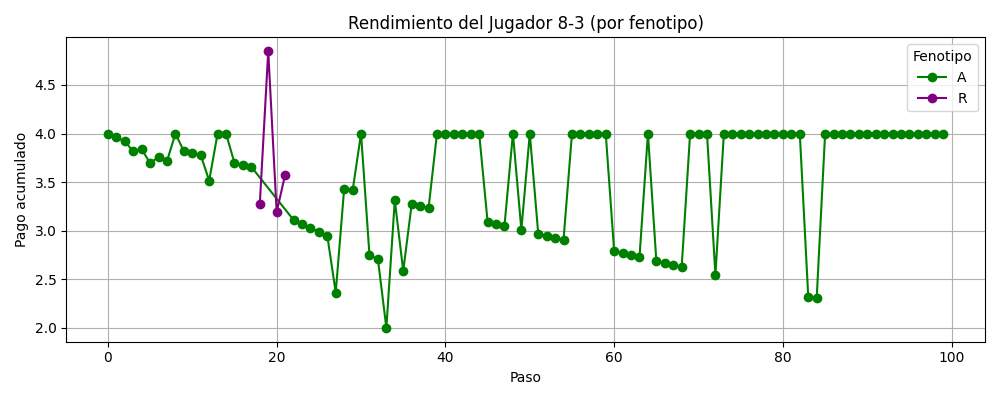 Rendimiento del Jugador 8-3 (por fenotipo)
Pago acumulado
4.5
4.0
3.5
3.0
2.5
2.0
Fenotipo
A
R
0 20 40 60 80 100
Paso